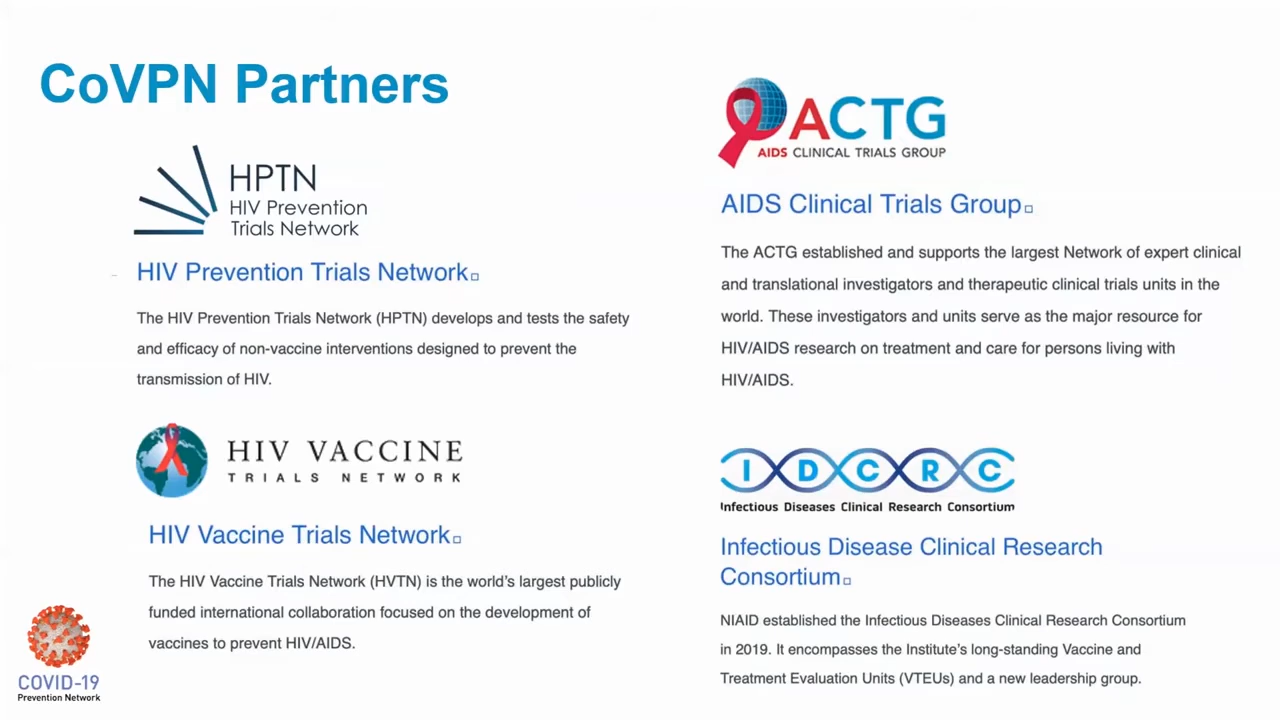 CoVPN Partners
HPTN
HIV Prevention
Trials Network
HIV Prevention Trials Network
The HIV Prevention Trials Network (HPTN) develops and tests the safety
and efficacy of non-vaccine interventions designed to prevent the
transmission of HIV.
HIV VACCINE
TRIALS NETWORK
HIV Vaccine Trials Network
The HIV Vaccine Trials Network (HVTN) is the world's largest publicly
funded international collaboration focused on the development of
vaccines to prevent HIV/AIDS.
COVID-19
Prevention Network
ACTG
AIDS CLINICAL TRIALS GROUP
AIDS Clinical Trials Group
The ACTG established and supports the largest Network of expert clinical
and translational investigators and therapeutic clinical trials units in the
world. These investigators and units serve as the major resource for
HIV/AIDS research on treatment and care for persons living with
HIV/AIDS.
IDCRC
Infectious Diseases Clinical Research Consortium
Infectious Disease Clinical Research
Consortium
NIAID established the Infectious Diseases Clinical Research Consortium
in 2019. It encompasses the Institute's long-standing Vaccine and
Treatment Evaluation Units (VTEUs) and a new leadership group.